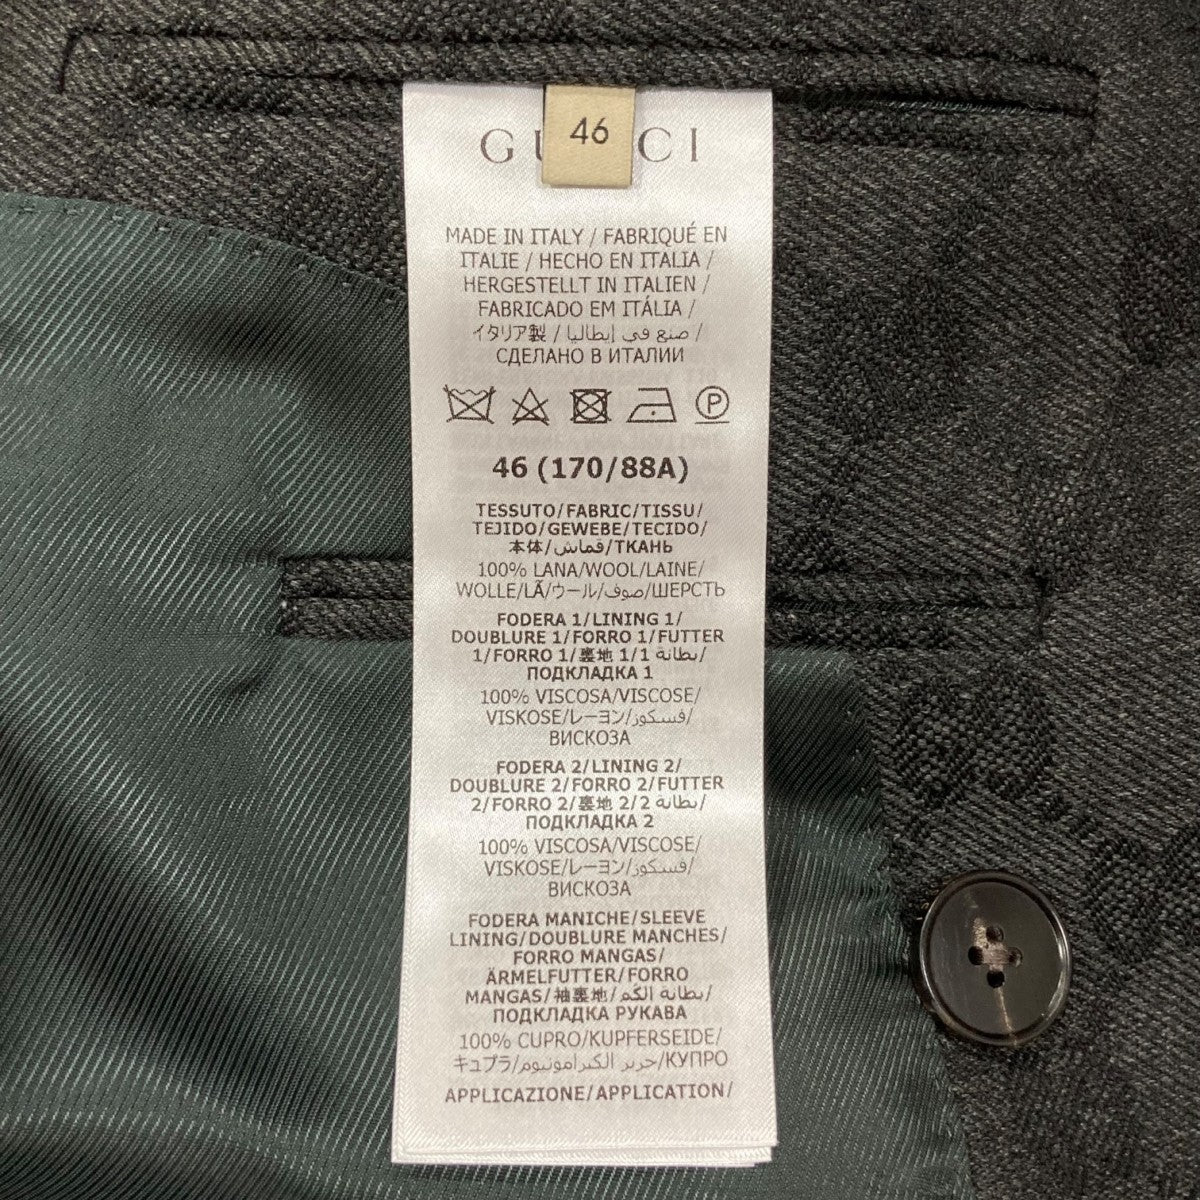 46
GUCCI
MADE IN ITALY / FABRIQUÉ EN
ITALIE / HECHO EN ITALIA /
HERGESTELLT IN ITALIEN /
FABRICADO EM ITÁLIA /
イタリア製 / صنع في إيطاليا /
СДЕЛАНО В ИТАЛИИ
P
46 (170/88A)
TESSUTO/FABRIC/TISSU/
TEJIDO/GEWEBE/TECIDO/
本体/قماش/ТКАНЬ
100% LANA/WOOL/LAINE/
WOLLE/LÃ/ウール/صوف/ШЕРСТЬ
FODERA 1/LINING 1/
DOUBLURE 1/FORRO 1/FUTTER
1/FORRO 1/裏地 1/1 بطانة/
ПОДКЛАДКА 1
100% VISCOSA/VISCOSE/
VISKOSE/レーヨン/فسكوز/
ВИСКОЗА
FODERA 2/LINING 2/
DOUBLURE 2/FORRO 2/FUTTER
2/FORRO 2/裏地 2/2 بطانة/
ПОДКЛАДКА 2
100% VISCOSA/VISCOSE/
VISKOSE/レーヨン/فسكوز/
ВИСКОЗА
FODERA MANICHE/SLEEVE
LINING/DOUBLURE MANCHES/
FORRO MANGAS/
ÄRMELFUTTER/FORRO
MANGAS/袖裏地/بطانة الكم/
ПОДКЛАДКА РУКАВА
100% CUPRO/KUPFERSEIDE/
キュプラ/حرير الكبرامونيوم/КУПРО
APPLICAZIONE/APPLICATION/